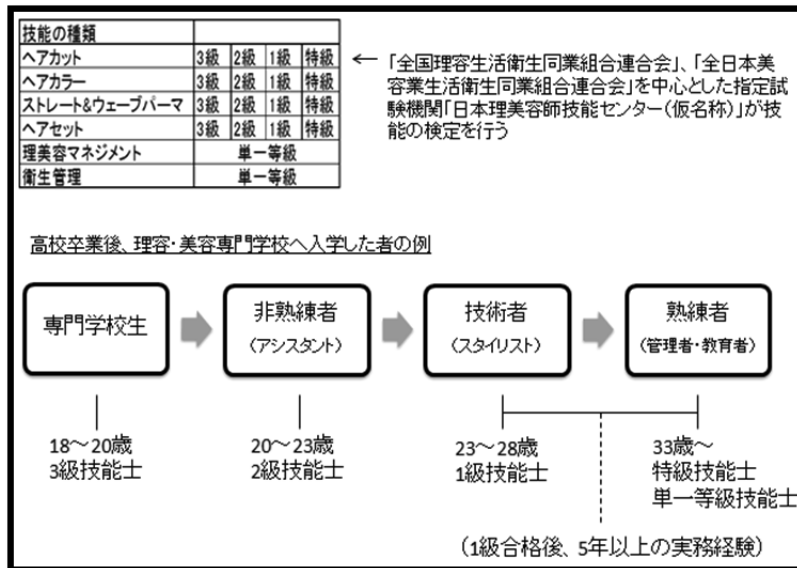 技能の種類
ヘアカット 3級 2級 1級 特級
ヘアカラー 3級 2級 1級 特級
ストレート&ウェーブパーマ 3級 2級 1級 特級
ヘアセット 3級 2級 1級 特級
理美容マネジメント 単一等級
衛生管理 単一等級
← 「全国理容生活衛生同業組合連合会」、「全日本美
容業生活衛生同業組合連合会」を中心とした指定試
験機関「日本理美容師技能センター(仮名称)」が技
能の検定を行う
高校卒業後、理容・美容専門学校へ入学した者の例
専門学校生
非熟練者
(アシスタント)
技術者
(スタイリスト)
熟練者
(管理者・教育者)
18~20歳
3級技能士
20~23歳
2級技能士
23~28歳
1級技能士
33歳~
特級技能士
単一等級技能士
(1級合格後、5年以上の実務経験)